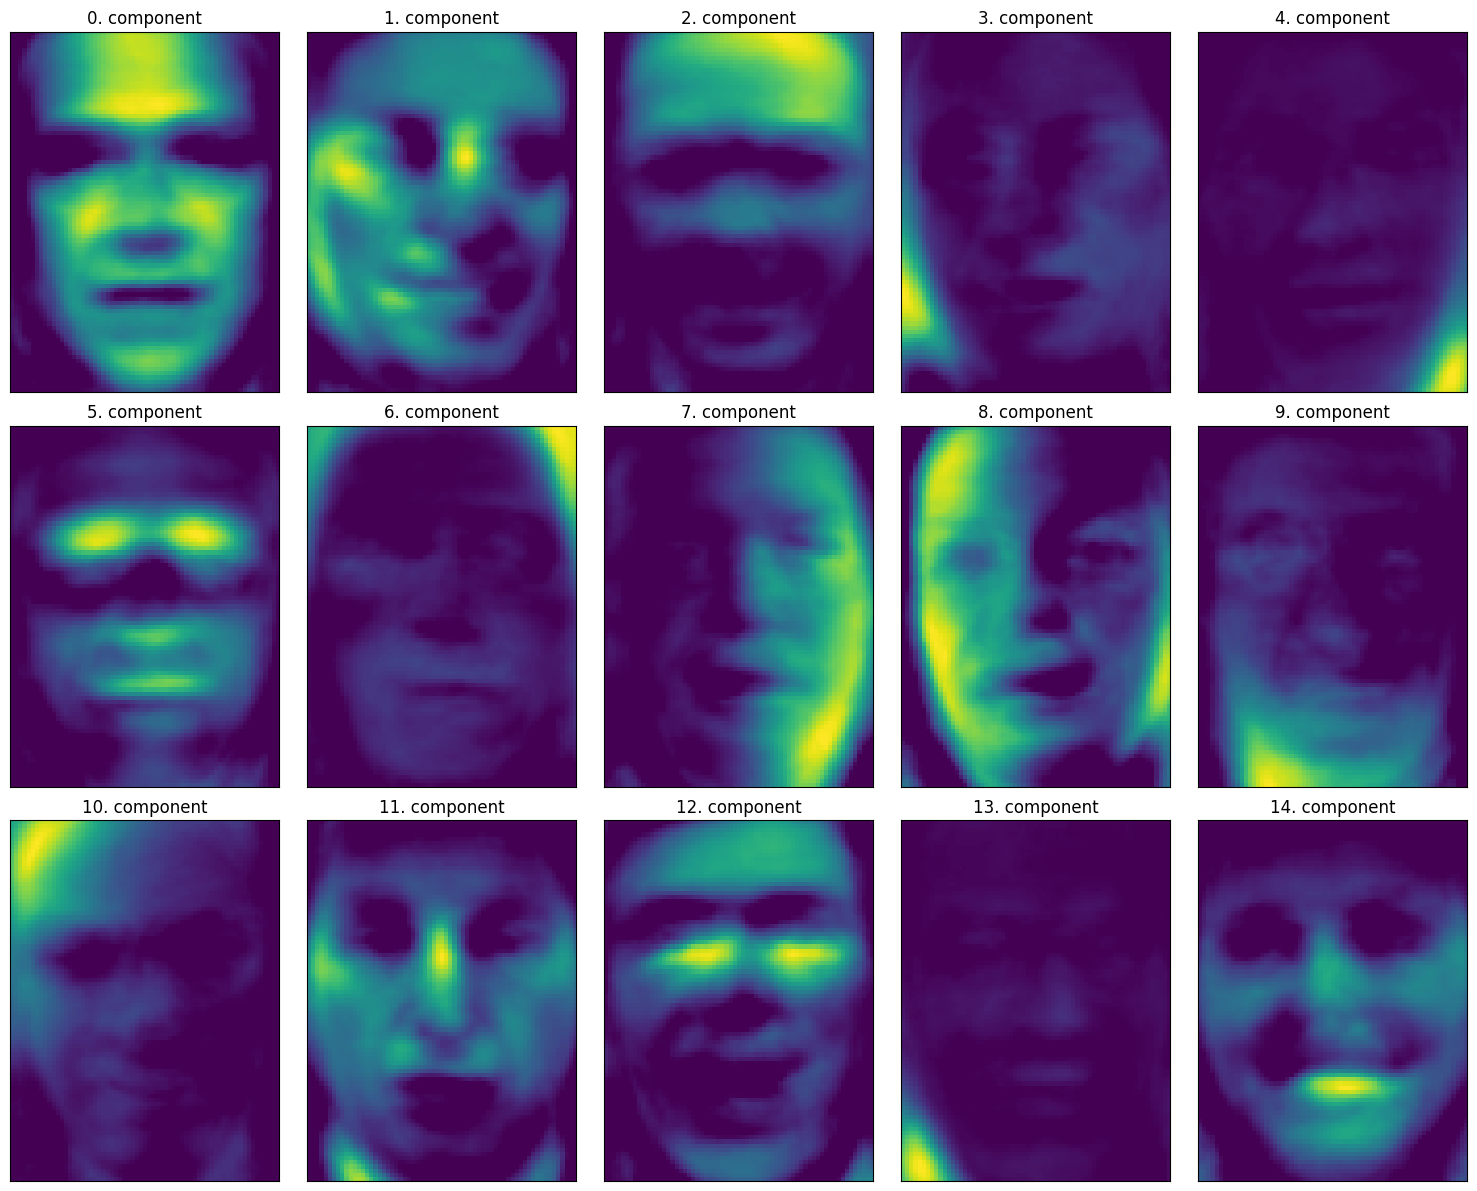 0. component
1. component
2. component
3. component
4. component
5. component
6. component
7. component
8. component
9. component
10. component
11. component
12. component
13. component
14. component